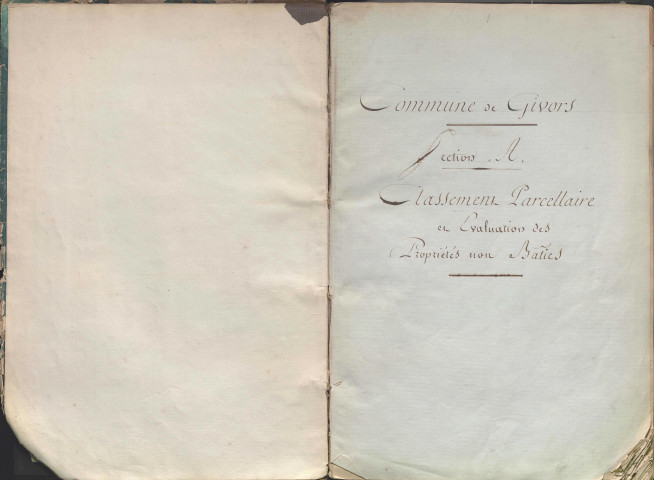 Commune de Givors
Section A.
Classement Parcellaire
et Evaluation des
Propriétés non Bâties